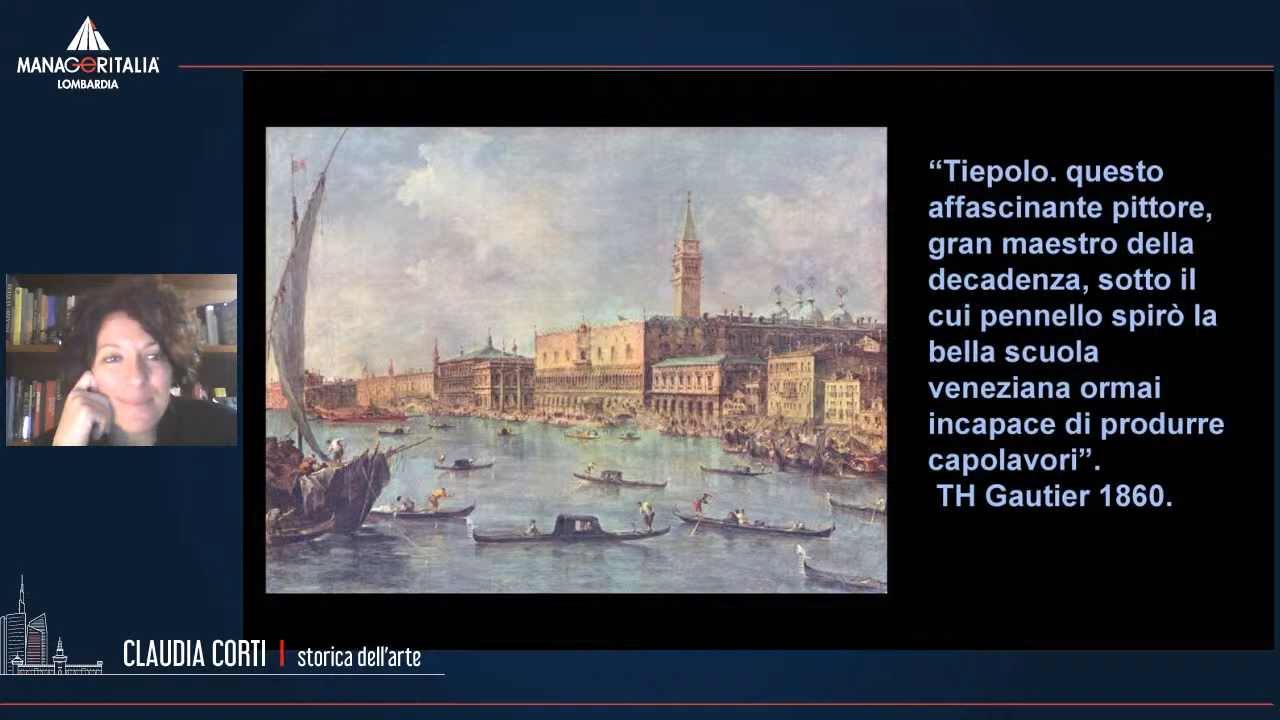 MANAGERITALIA
LOMBARDIA
“Tiepolo. questo
affascinante pittore,
gran maestro della
decadenza, sotto il
cui pennello spirò la
bella scuola
veneziana ormai
incapace di produrre
capolavori”.
TH Gautier 1860.
CLAUDIA CORTI | storica dell'arte